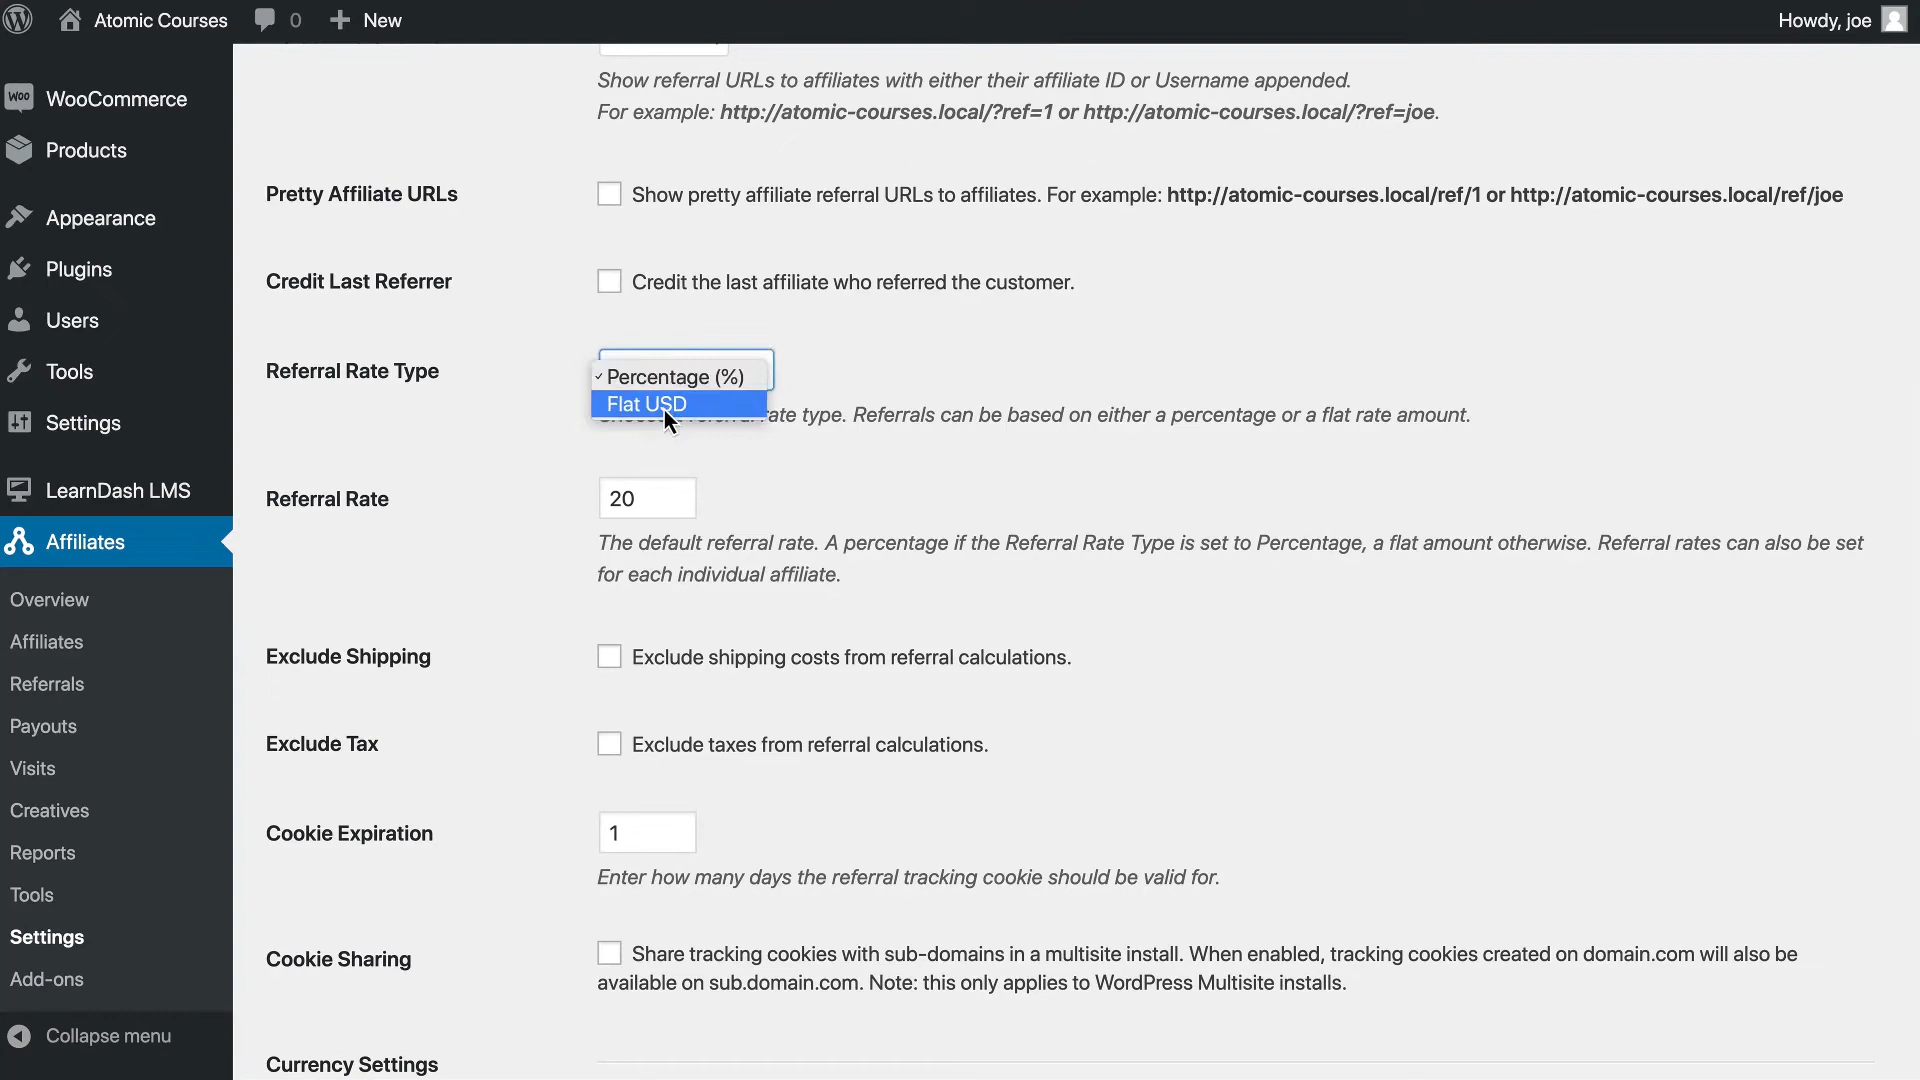 Atomic Courses 0 New Howdy, joe
WOO WooCommerce
Products
Appearance
Plugins
Users
Tools
Settings
LearnDash LMS
Affiliates
Overview
Affiliates
Referrals
Payouts
Visits
Creatives
Reports
Tools
Settings
Add-ons
Collapse menu
Show referral URLs to affiliates with either their affiliate ID or Username appended.
For example: http://atomic-courses.local/?ref=1 or http://atomic-courses.local/?ref=joe.
Pretty Affiliate URLs Show pretty affiliate referral URLs to affiliates. For example: http://atomic-courses.local/ref/1 or http://atomic-courses.local/ref/joe
Credit Last Referrer Credit the last affiliate who referred the customer.
Referral Rate Type ✓ Percentage (%)
Flat USD
rate type. Referrals can be based on either a percentage or a flat rate amount.
Referral Rate 20
The default referral rate. A percentage if the Referral Rate Type is set to Percentage, a flat amount otherwise. Referral rates can also be set
for each individual affiliate.
Exclude Shipping Exclude shipping costs from referral calculations.
Exclude Tax Exclude taxes from referral calculations.
Cookie Expiration 1
Enter how many days the referral tracking cookie should be valid for.
Cookie Sharing Share tracking cookies with sub-domains in a multisite install. When enabled, tracking cookies created on domain.com will also be
available on sub.domain.com. Note: this only applies to WordPress Multisite installs.
Currency Settings